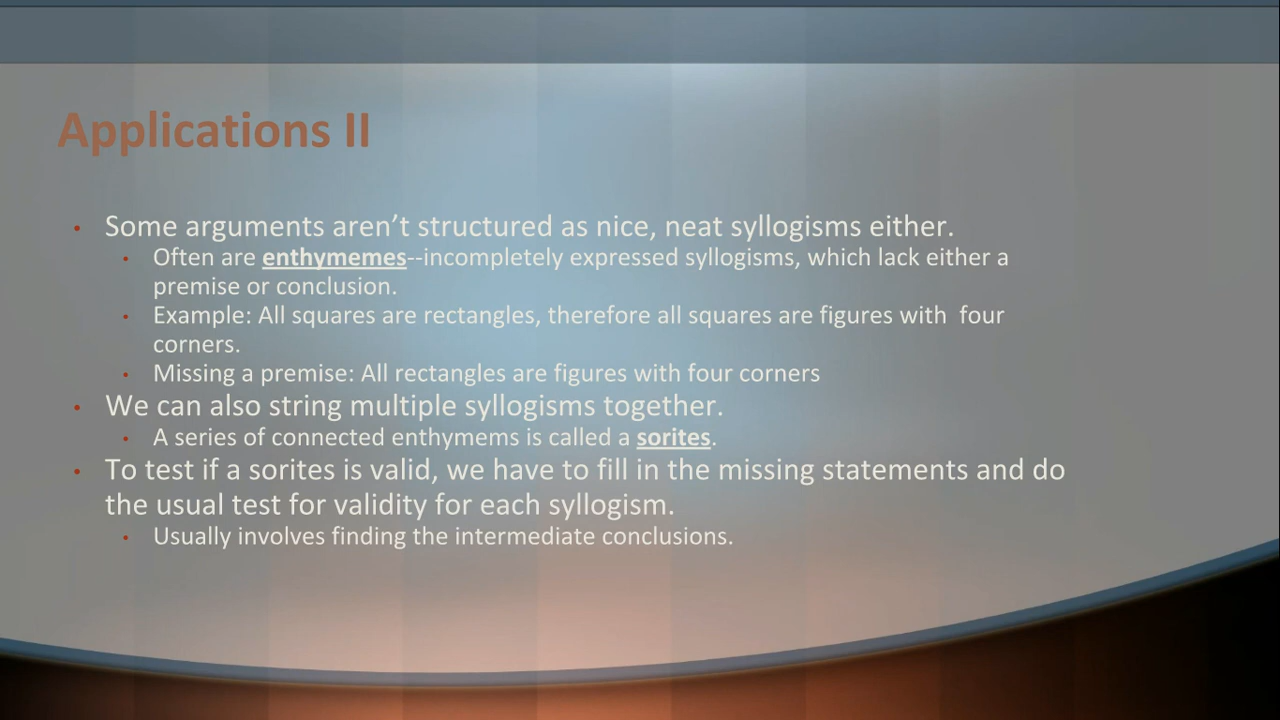 Applications II
• Some arguments aren’t structured as nice, neat syllogisms either.
• Often are enthymemes--incompletely expressed syllogisms, which lack either a
premise or conclusion.
• Example: All squares are rectangles, therefore all squares are figures with  four
corners.
• Missing a premise: All rectangles are figures with four corners
• We can also string multiple syllogisms together.
• A series of connected enthymems is called a sorites.
• To test if a sorites is valid, we have to fill in the missing statements and do
the usual test for validity for each syllogism.
• Usually involves finding the intermediate conclusions.